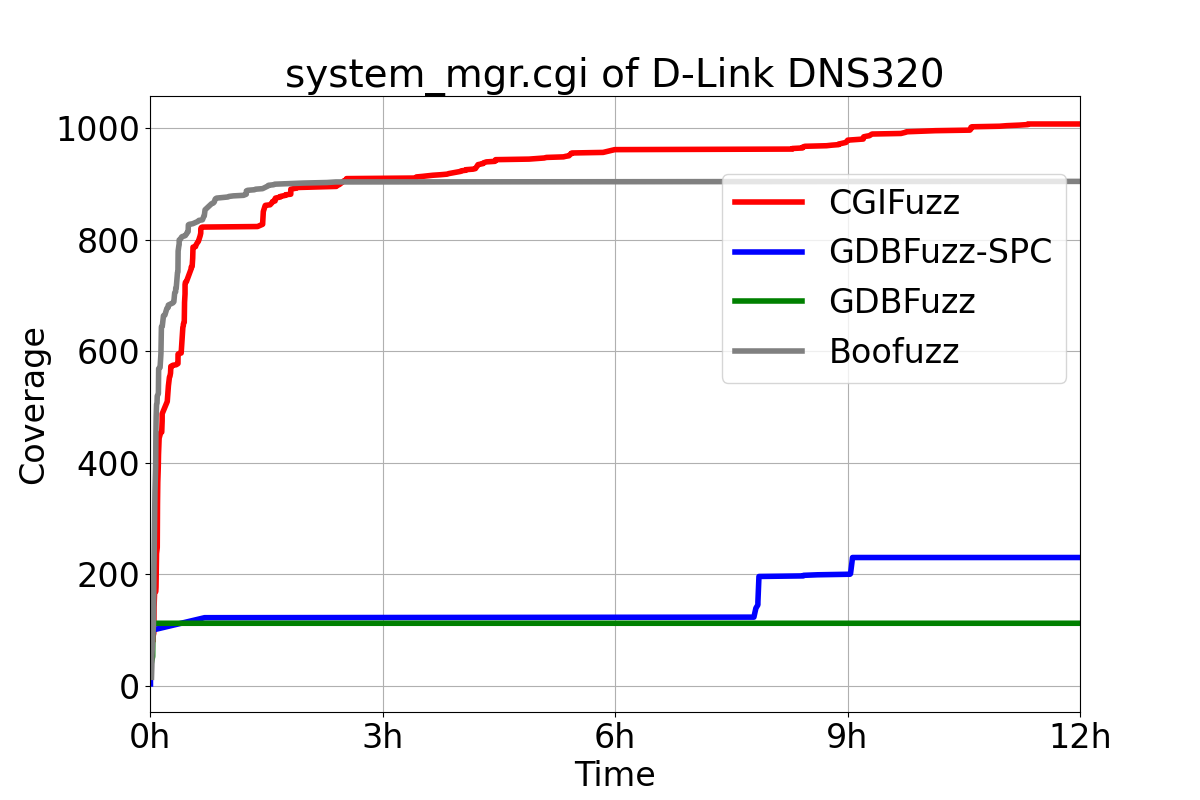 system_mgr.cgi of D-Link DNS320
1000
800
600
400
200
0
Coverage
CGIFuzz
GDBFuzz-SPC
GDBFuzz
Boofuzz
0h 3h 6h 9h 12h
Time